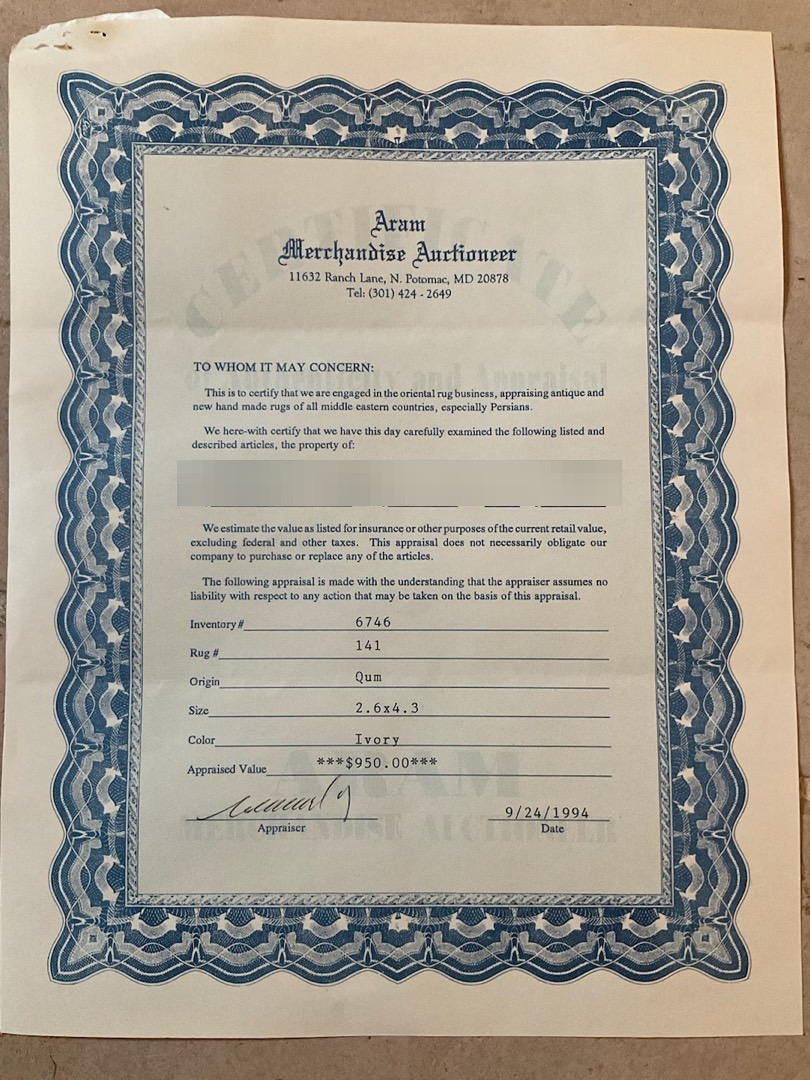 Aram
Merchandise Auctioneer
11632 Ranch Lane, N. Potomac, MD 20878
Tel: (301) 424 - 2649
CERTIFICATE
of Authenticity and Appraisal
TO WHOM IT MAY CONCERN:
This is to certify that we are engaged in the oriental rug business, appraising antique and
new hand made rugs of all middle eastern countries, especially Persians.
We here-with certify that we have this day carefully examined the following listed and
described articles, the property of:
We estimate the value as listed for insurance or other purposes of the current retail value,
excluding federal and other taxes. This appraisal does not necessarily obligate our
company to purchase or replace any of the articles.
The following appraisal is made with the understanding that the appraiser assumes no
liability with respect to any action that may be taken on the basis of this appraisal.
Inventory# 6746
Rug # 141
Origin Qum
Size 2.6x4.3
Color Ivory
Appraised Value ***$950.00***
ARAM
MERCHANDISE AUCTIONEER
9/24/1994
Appraiser Date